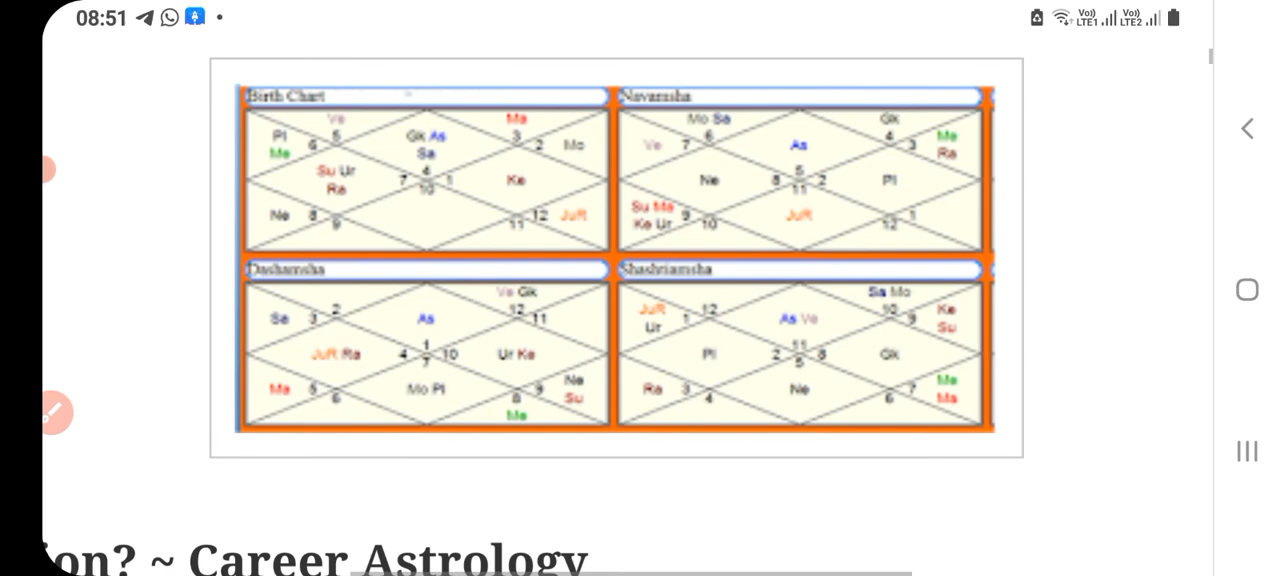 08:51
Vo) LTE1 Vo) LTE2
Birth Chart
Ve
Pl
Me
6
5
Gk As
Sa
Ma
3
2
Mo
Su Ur
Ra
7
4
10
1
Ke
Ne
8
9
11
12
JuR
Navamsha
Mo Sa
Ve
7
6
As
Gk
4
3
Me
Ra
Ne
8
5
11
2
Pl
Su Ma
Ke Ur
9
10
JuR
12
1
Dashamsha
Sa
3
2
As
Ve Gk
12
11
JuR Ra
4
1
7
10
Ur Ke
Ma
5
6
Mo Pl
8
9
Ne
Su
Me
Shashtiamsha
JuR
Ur
1
12
As Ve
Sa Mo
10
9
Ke
Su
Pl
2
11
5
8
Gk
Ra
3
4
Ne
6
7
Me
Ma
ion? ~ Career Astrology